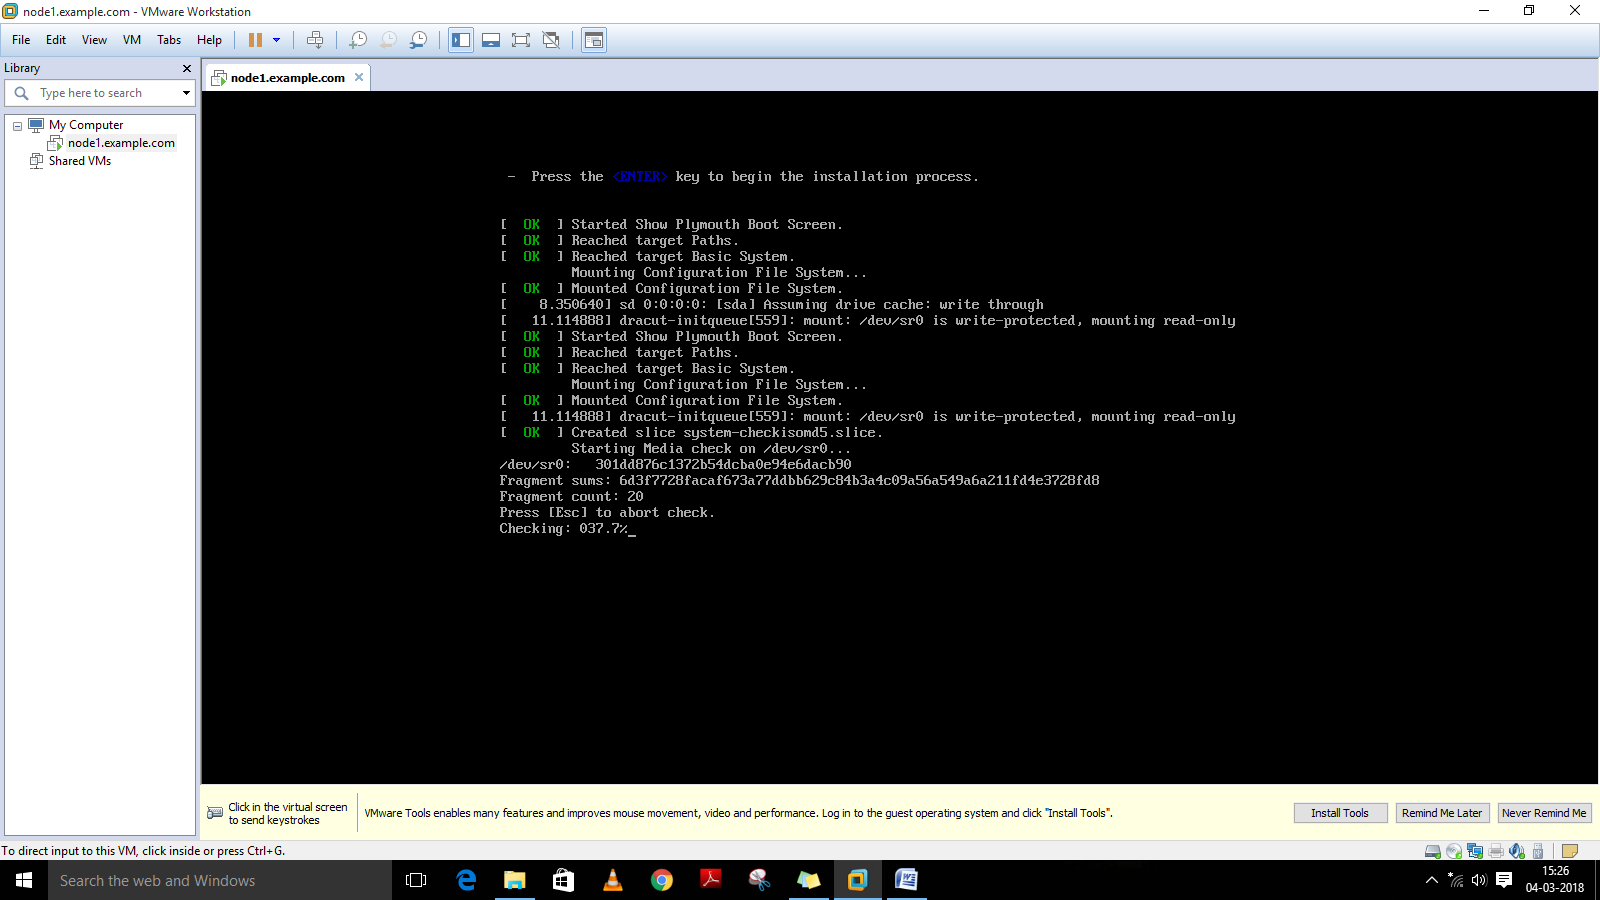 node1.example.com - VMware Workstation
File Edit View VM Tabs Help
Library
Type here to search
My Computer
node1.example.com
Shared VMs
node1.example.com
- Press the <ENTER> key to begin the installation process.
[ OK ] Started Show Plymouth Boot Screen.
[ OK ] Reached target Paths.
[ OK ] Reached target Basic System.
Mounting Configuration File System...
[ OK ] Mounted Configuration File System.
[ 8.350640] sd 0:0:0:0: [sda] Assuming drive cache: write through
[ 11.114888] dracut-initqueue[559]: mount: /dev/sr0 is write-protected, mounting read-only
[ OK ] Started Show Plymouth Boot Screen.
[ OK ] Reached target Paths.
[ OK ] Reached target Basic System.
Mounting Configuration File System...
[ OK ] Mounted Configuration File System.
[ 11.114888] dracut-initqueue[559]: mount: /dev/sr0 is write-protected, mounting read-only
[ OK ] Created slice system-checkisomd5.slice.
Starting Media check on /dev/sr0...
/dev/sr0: 301dd876c1372b54dcba0e94e6dacb90
Fragment sums: 6d3f7728facaf673a77ddbb629c84b3a4c09a56a549a6a211fd4e3728fd8
Fragment count: 20
Press [Esc] to abort check.
Checking: 037.7%_
Click in the virtual screen
to send keystrokes
VMware Tools enables many features and improves mouse movement, video and performance. Log in to the guest operating system and click "Install Tools".
Install Tools Remind Me Later Never Remind Me
To direct input to this VM, click inside or press Ctrl+G.
Search the web and Windows
15:26
04-03-2018